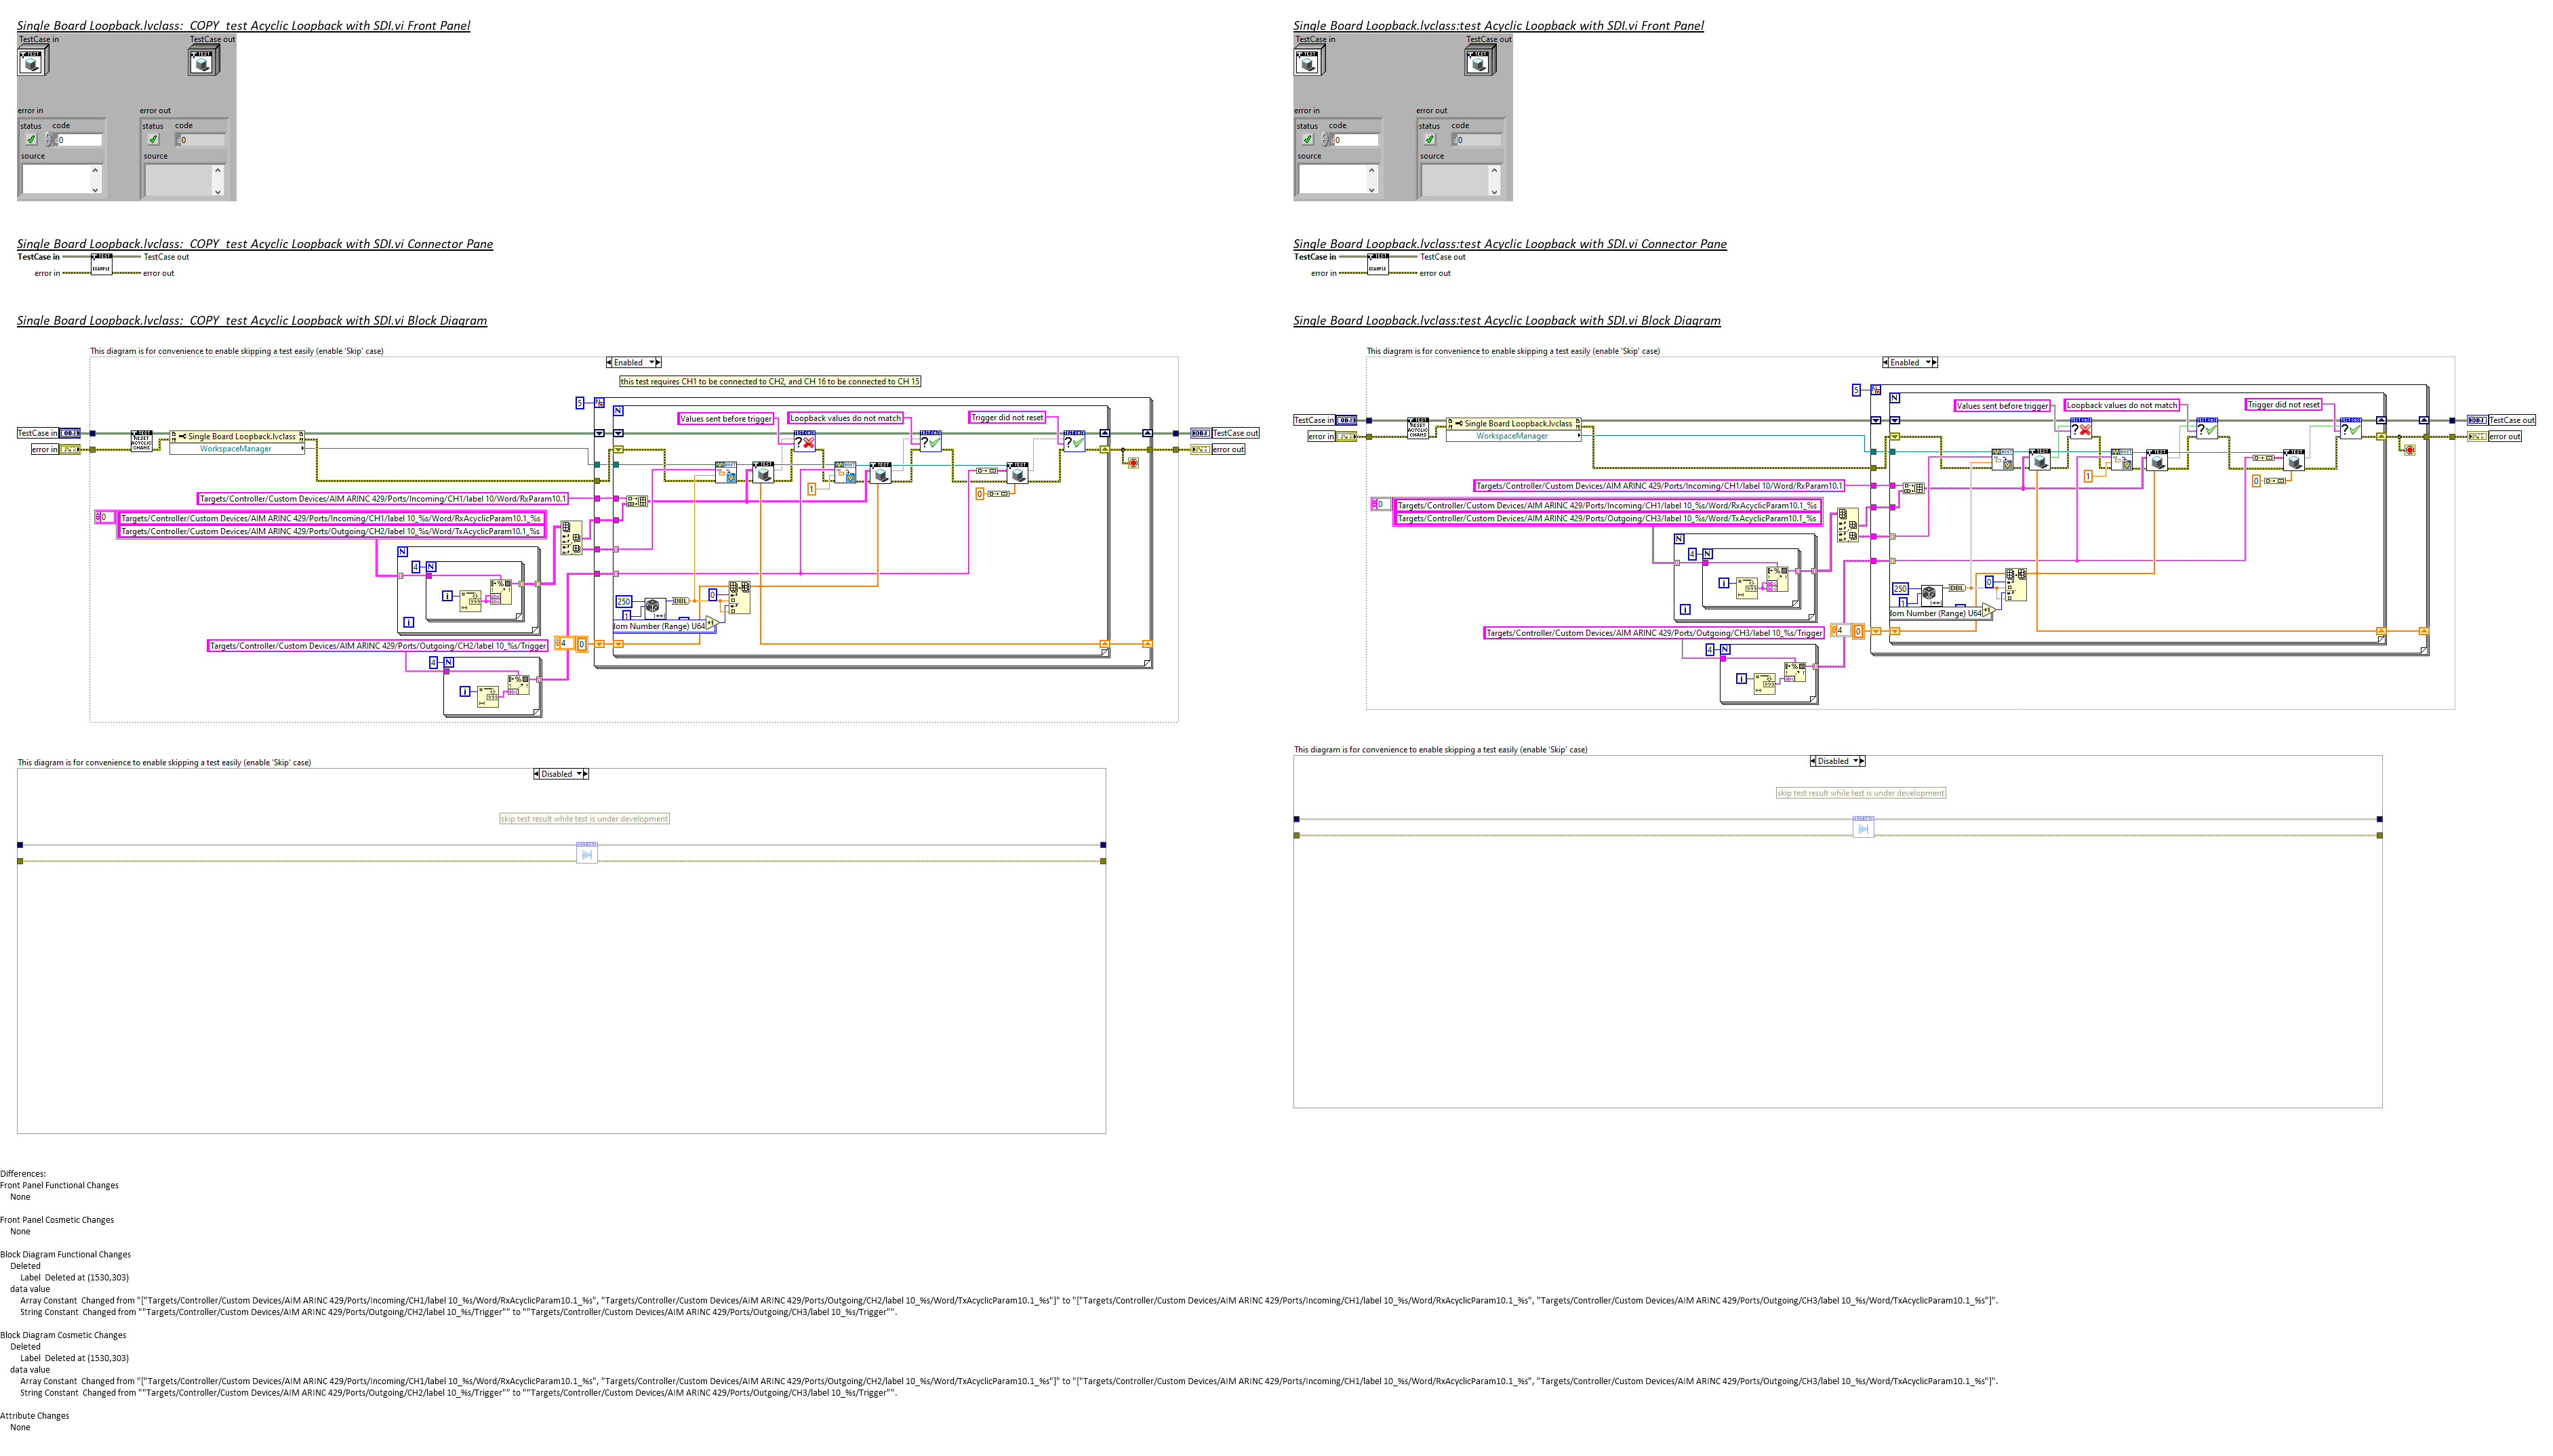 Single Board Loopback.lvclass:  COPY  test Acyclic Loopback with SDI.vi Front Panel
TestCase in
TestCase out
error in
error out
status
code
status
code
0
0
source
source
Single Board Loopback.lvclass:  COPY  test Acyclic Loopback with SDI.vi Connector Pane
TestCase in
TestCase out
error in
error out
Single Board Loopback.lvclass:  COPY  test Acyclic Loopback with SDI.vi Block Diagram
This diagram is for convenience to enable skipping a test easily (enable 'Skip' case)
Enabled
this test requires CH1 to be connected to CH2, and CH 16 to be connected to CH 15
5
N
Values sent before trigger
Loopback values do not match
Trigger did not reset
TestCase in
error in
Single Board Loopback.lvclass
WorkspaceManager
TestCase out
error out
1
0
Targets/Controller/Custom Devices/AIM ARINC 429/Ports/Incoming/CH1/label 10/Word/RxParam10.1
0
Targets/Controller/Custom Devices/AIM ARINC 429/Ports/Incoming/CH1/label 10_%s/Word/RxAcyclicParam10.1_%s
Targets/Controller/Custom Devices/AIM ARINC 429/Ports/Outgoing/CH2/label 10_%s/Word/TxAcyclicParam10.1_%s
N
4
N
i
i
250
DBL
0
1
dom Number (Range) U64
+1
Targets/Controller/Custom Devices/AIM ARINC 429/Ports/Outgoing/CH2/label 10_%s/Trigger
4
0
4
N
i
This diagram is for convenience to enable skipping a test easily (enable 'Skip' case)
Disabled
skip test result while test is under development
Single Board Loopback.lvclass:test Acyclic Loopback with SDI.vi Front Panel
TestCase in
TestCase out
error in
error out
status
code
status
code
0
0
source
source
Single Board Loopback.lvclass:test Acyclic Loopback with SDI.vi Connector Pane
TestCase in
TestCase out
error in
error out
Single Board Loopback.lvclass:test Acyclic Loopback with SDI.vi Block Diagram
This diagram is for convenience to enable skipping a test easily (enable 'Skip' case)
Enabled
5
N
Values sent before trigger
Loopback values do not match
Trigger did not reset
TestCase in
error in
Single Board Loopback.lvclass
WorkspaceManager
TestCase out
error out
1
0
Targets/Controller/Custom Devices/AIM ARINC 429/Ports/Incoming/CH1/label 10/Word/RxParam10.1
0
Targets/Controller/Custom Devices/AIM ARINC 429/Ports/Incoming/CH1/label 10_%s/Word/RxAcyclicParam10.1_%s
Targets/Controller/Custom Devices/AIM ARINC 429/Ports/Outgoing/CH3/label 10_%s/Word/TxAcyclicParam10.1_%s
N
4
N
i
i
250
DBL
0
1
dom Number (Range) U64
+1
Targets/Controller/Custom Devices/AIM ARINC 429/Ports/Outgoing/CH3/label 10_%s/Trigger
4
0
4
N
i
This diagram is for convenience to enable skipping a test easily (enable 'Skip' case)
Disabled
skip test result while test is under development
Differences:
Front Panel Functional Changes
None
Front Panel Cosmetic Changes
None
Block Diagram Functional Changes
Deleted
Label  Deleted at (1530,303)
data value
Array Constant  Changed from "["Targets/Controller/Custom Devices/AIM ARINC 429/Ports/Incoming/CH1/label 10_%s/Word/RxAcyclicParam10.1_%s", "Targets/Controller/Custom Devices/AIM ARINC 429/Ports/Outgoing/CH2/label 10_%s/Word/TxAcyclicParam10.1_%s"]" to "["Targets/Controller/Custom Devices/AIM ARINC 429/Ports/Incoming/CH1/label 10_%s/Word/RxAcyclicParam10.1_%s", "Targets/Controller/Custom Devices/AIM ARINC 429/Ports/Outgoing/CH3/label 10_%s/Word/TxAcyclicParam10.1_%s"]".
String Constant  Changed from ""Targets/Controller/Custom Devices/AIM ARINC 429/Ports/Outgoing/CH2/label 10_%s/Trigger"" to ""Targets/Controller/Custom Devices/AIM ARINC 429/Ports/Outgoing/CH3/label 10_%s/Trigger"".
Block Diagram Cosmetic Changes
Deleted
Label  Deleted at (1530,303)
data value
Array Constant  Changed from "["Targets/Controller/Custom Devices/AIM ARINC 429/Ports/Incoming/CH1/label 10_%s/Word/RxAcyclicParam10.1_%s", "Targets/Controller/Custom Devices/AIM ARINC 429/Ports/Outgoing/CH2/label 10_%s/Word/TxAcyclicParam10.1_%s"]" to "["Targets/Controller/Custom Devices/AIM ARINC 429/Ports/Incoming/CH1/label 10_%s/Word/RxAcyclicParam10.1_%s", "Targets/Controller/Custom Devices/AIM ARINC 429/Ports/Outgoing/CH3/label 10_%s/Word/TxAcyclicParam10.1_%s"]".
String Constant  Changed from ""Targets/Controller/Custom Devices/AIM ARINC 429/Ports/Outgoing/CH2/label 10_%s/Trigger"" to ""Targets/Controller/Custom Devices/AIM ARINC 429/Ports/Outgoing/CH3/label 10_%s/Trigger"".
Attribute Changes
None